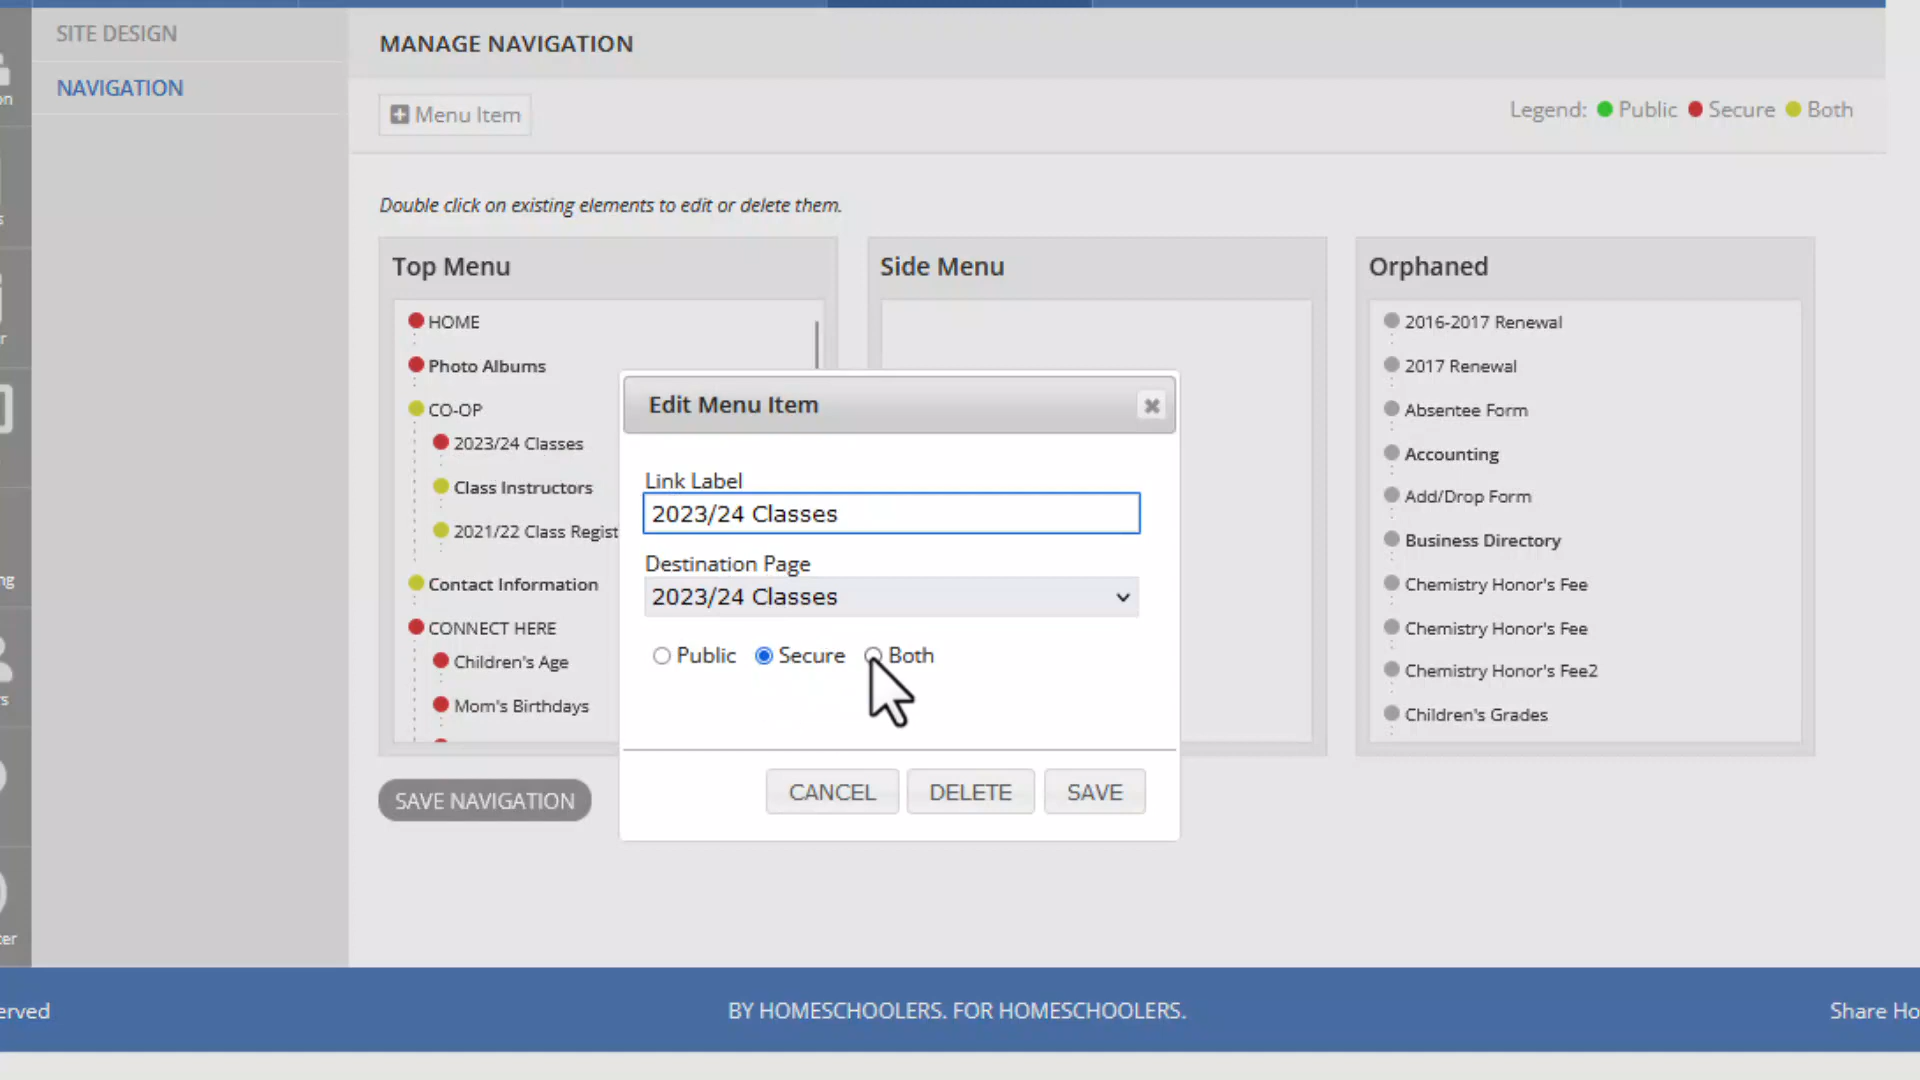 SITE DESIGN
NAVIGATION
MANAGE NAVIGATION
Menu Item
Legend: Public Secure Both
Double click on existing elements to edit or delete them.
Top Menu
HOME
Photo Albums
CO-OP
2023/24 Classes
Class Instructors
2021/22 Class Regist
Contact Information
CONNECT HERE
Children's Age
Mom's Birthdays
SAVE NAVIGATION
Side Menu
Orphaned
2016-2017 Renewal
2017 Renewal
Absentee Form
Accounting
Add/Drop Form
Business Directory
Chemistry Honor's Fee
Chemistry Honor's Fee
Chemistry Honor's Fee2
Children's Grades
Edit Menu Item
Link Label
2023/24 Classes
Destination Page
2023/24 Classes
Public Secure Both
CANCEL DELETE SAVE
erved
BY HOMESCHOOLERS. FOR HOMESCHOOLERS.
Share Ho